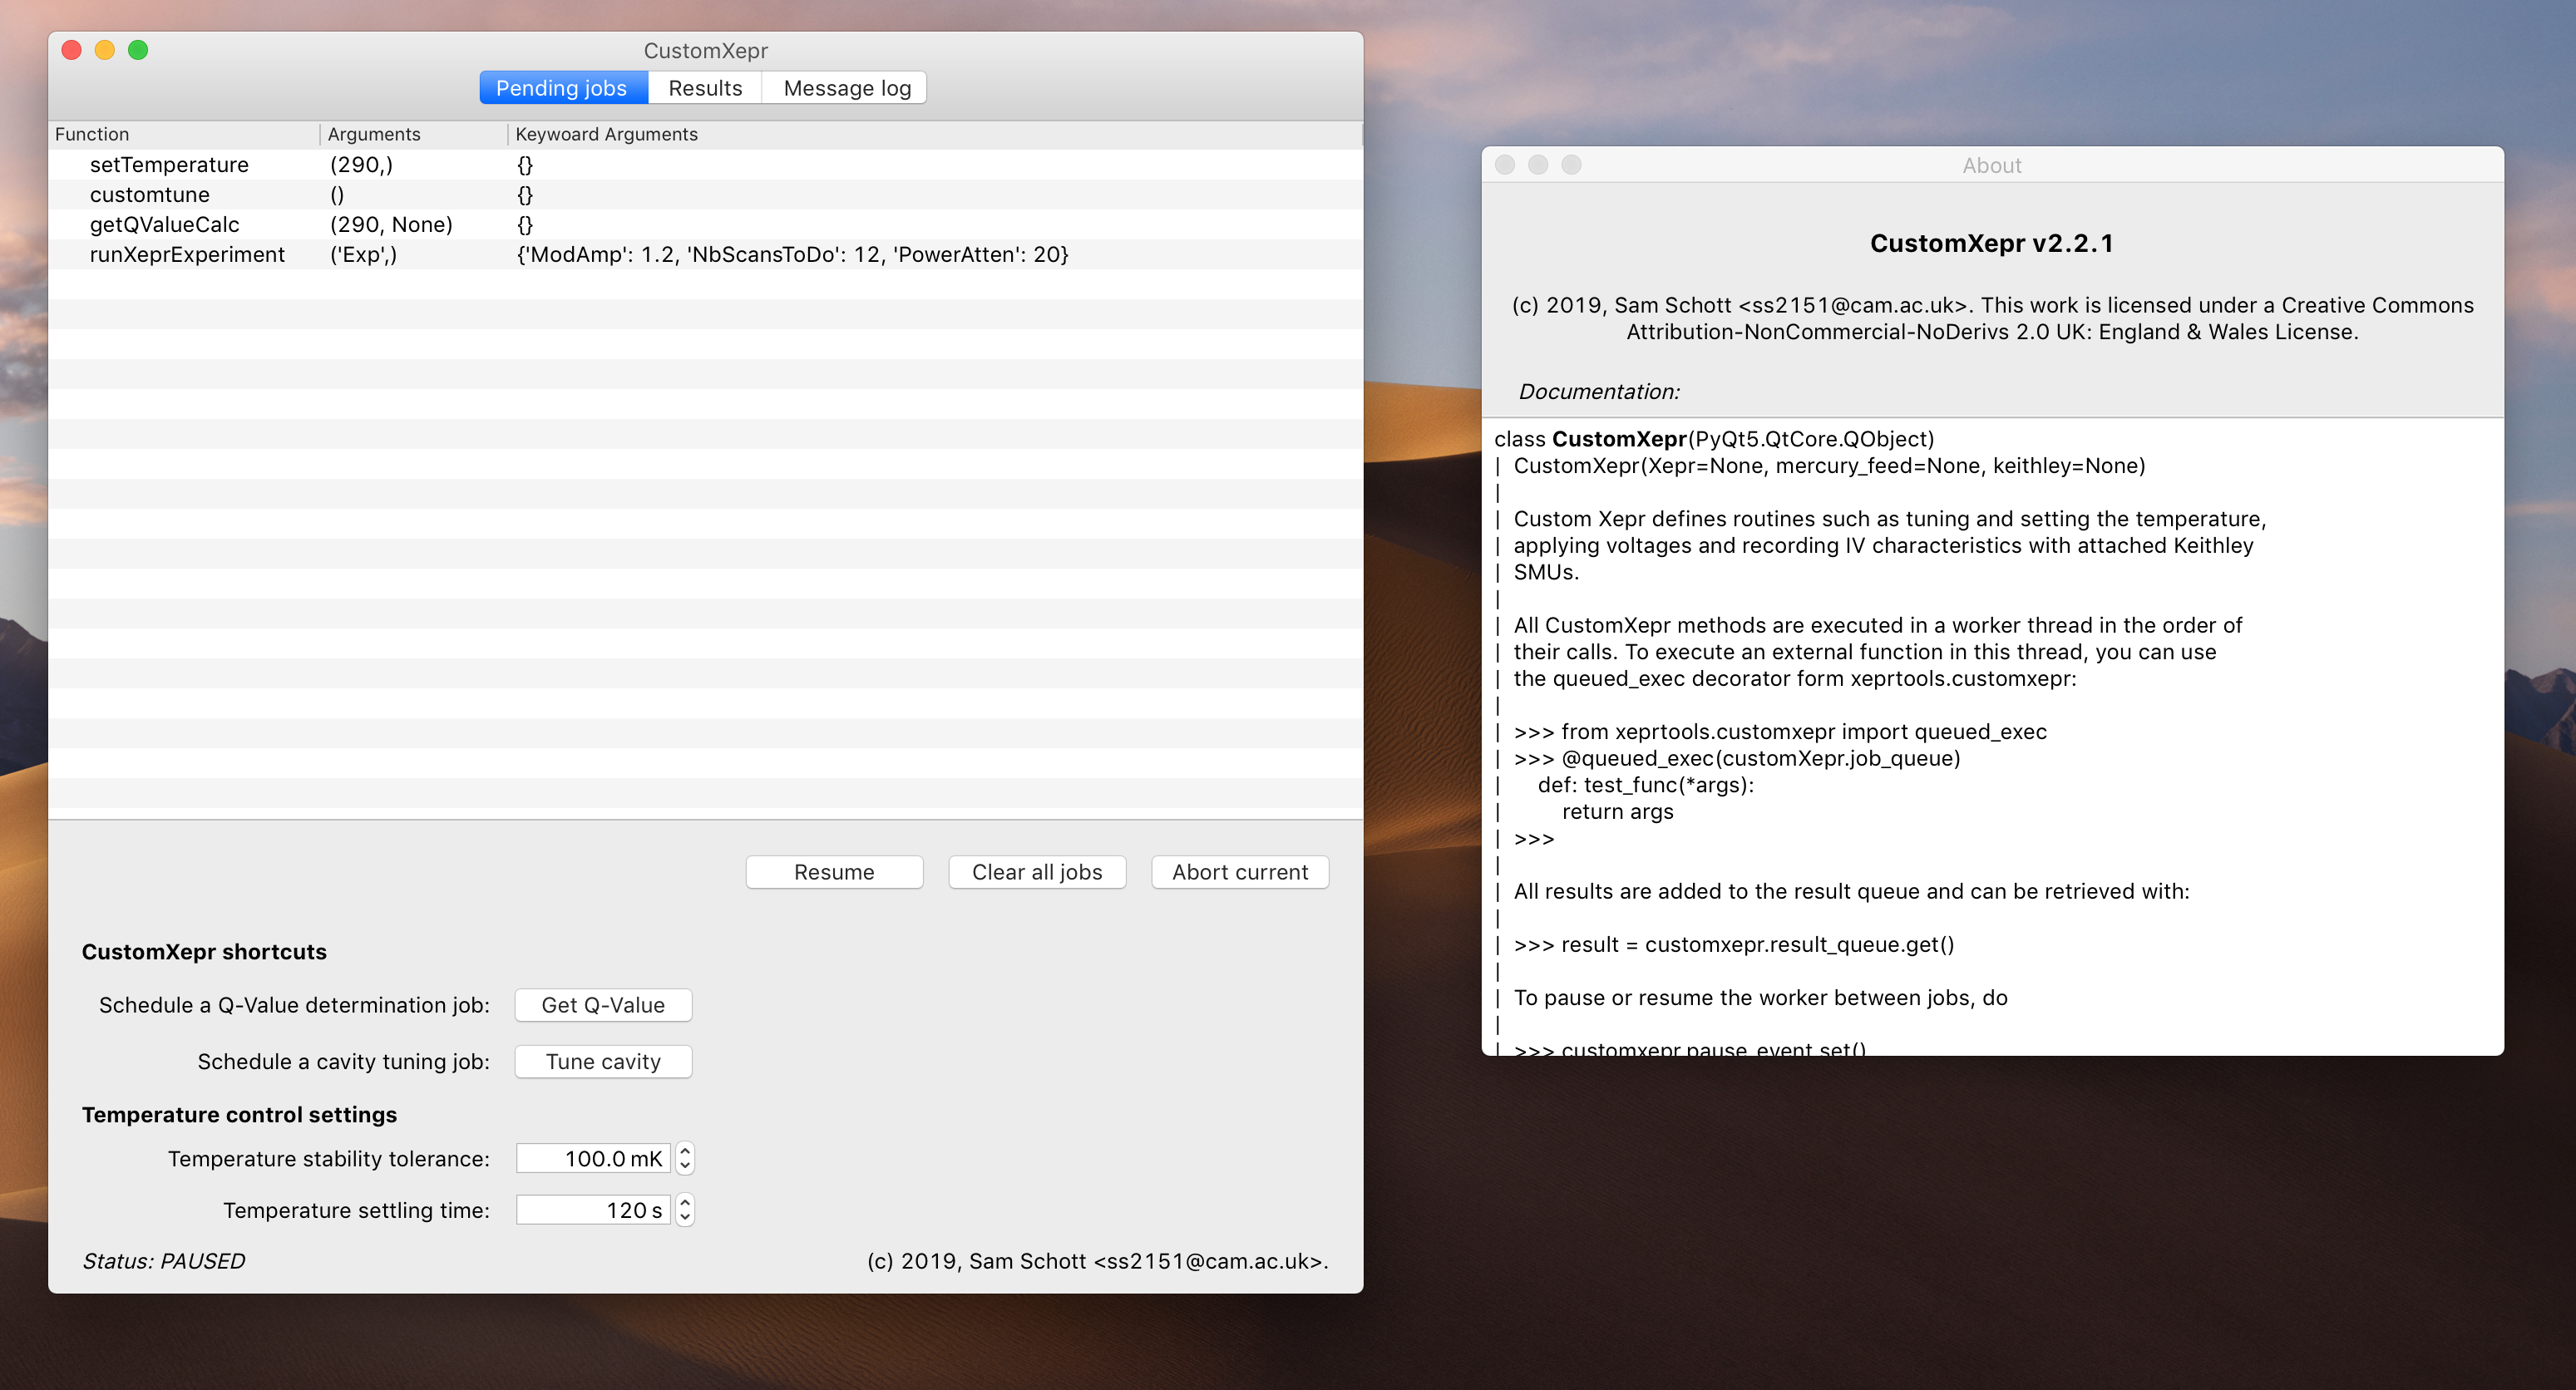 CustomXepr
Pending jobs Results Message log
Function Arguments Keywoard Arguments
setTemperature (290,) {}
customtune () {}
getQValueCalc (290, None) {}
runXeprExperiment ('Exp',) {'ModAmp': 1.2, 'NbScansToDo': 12, 'PowerAtten': 20}
Resume Clear all jobs Abort current
CustomXepr shortcuts
Schedule a Q-Value determination job: Get Q-Value
Schedule a cavity tuning job: Tune cavity
Temperature control settings
Temperature stability tolerance: 100.0 mK
Temperature settling time: 120 s
Status: PAUSED (c) 2019, Sam Schott <ss2151@cam.ac.uk>.
About
CustomXepr v2.2.1
(c) 2019, Sam Schott <ss2151@cam.ac.uk>. This work is licensed under a Creative Commons
Attribution-NonCommercial-NoDerivs 2.0 UK: England & Wales License.
Documentation:
class CustomXepr(PyQt5.QtCore.QObject)
| CustomXepr(Xepr=None, mercury_feed=None, keithley=None)
|
| Custom Xepr defines routines such as tuning and setting the temperature,
| applying voltages and recording IV characteristics with attached Keithley
| SMUs.
|
| All CustomXepr methods are executed in a worker thread in the order of
| their calls. To execute an external function in this thread, you can use
| the queued_exec decorator form xeprtools.customxepr:
|
| >>> from xeprtools.customxepr import queued_exec
| >>> @queued_exec(customXepr.job_queue)
| def: test_func(*args):
| return args
| >>>
|
| All results are added to the result queue and can be retrieved with:
|
| >>> result = customxepr.result_queue.get()
|
| To pause or resume the worker between jobs, do
|
| >>> customxepr.pause_event.set()